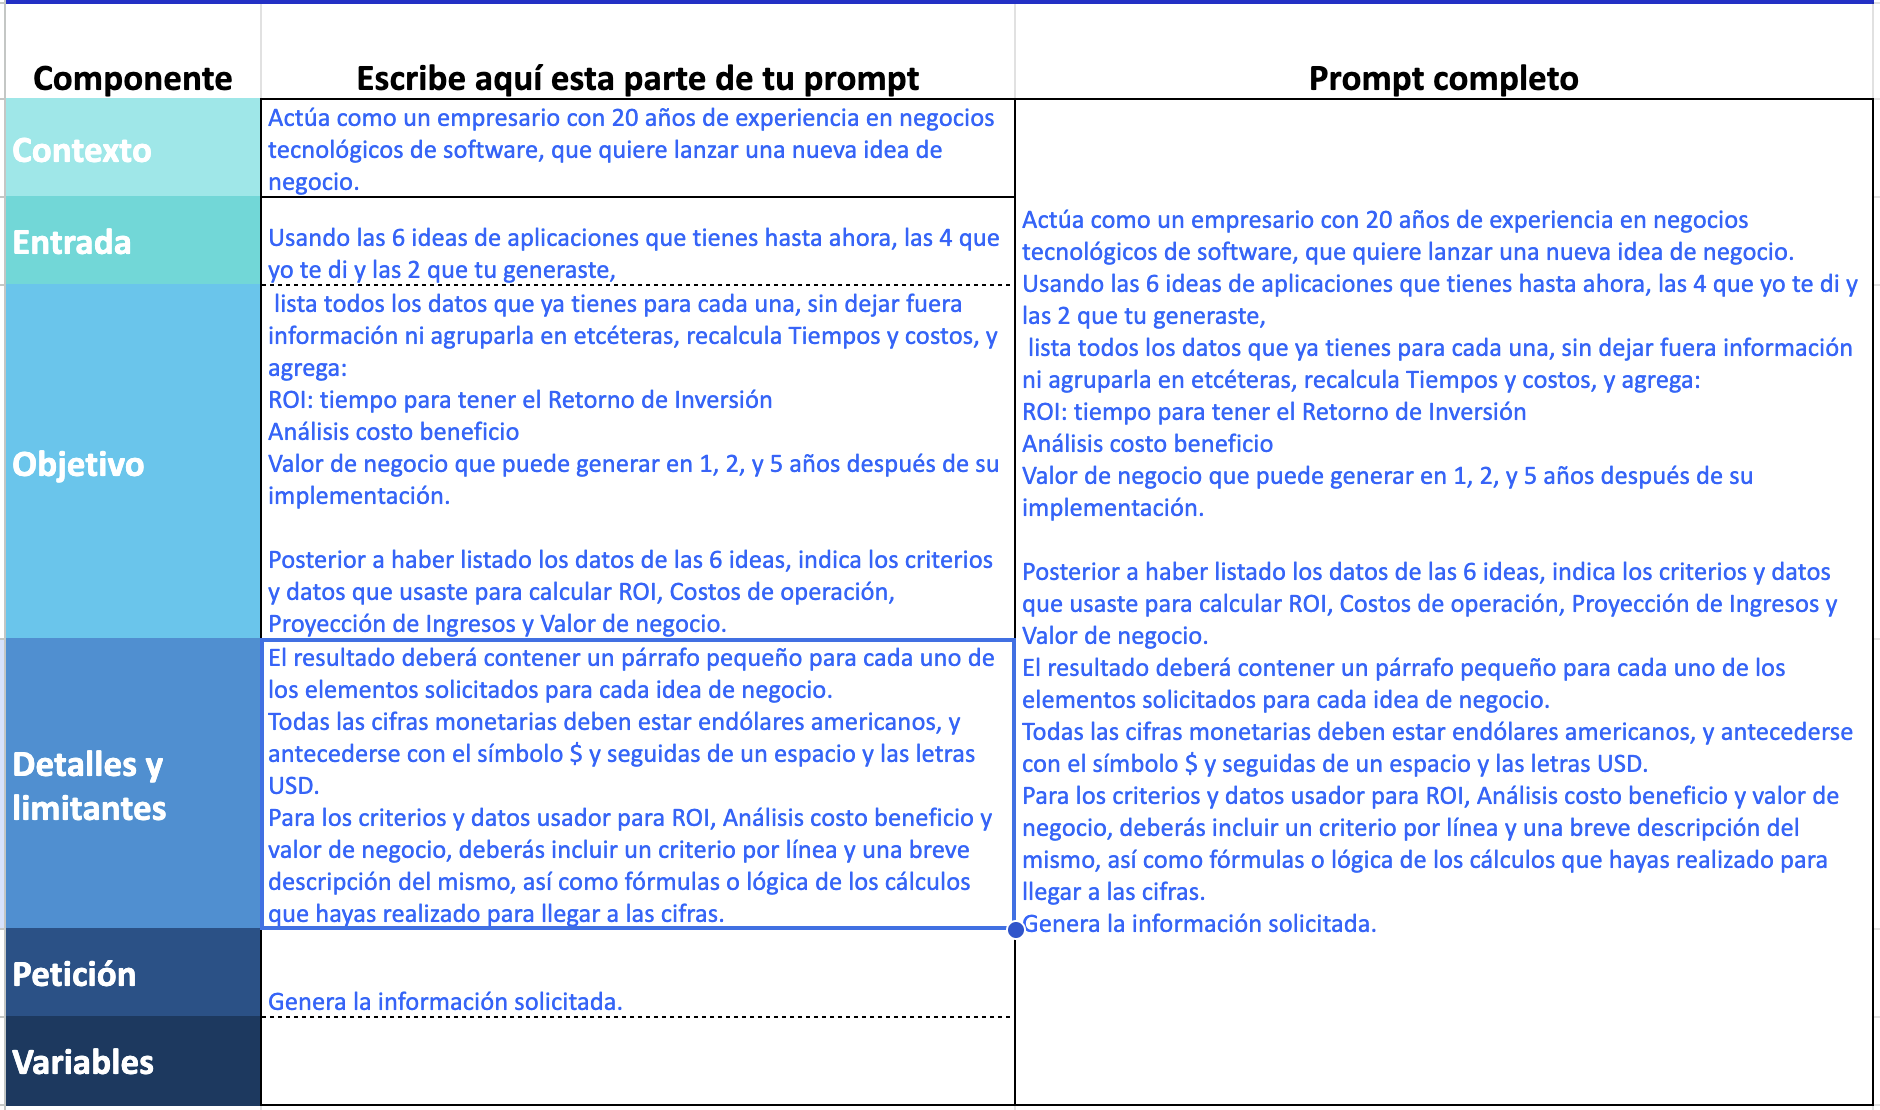 Componente
Escribe aquí esta parte de tu prompt
Prompt completo
Contexto
Actúa como un empresario con 20 años de experiencia en negocios
tecnológicos de software, que quiere lanzar una nueva idea de
negocio.
Entrada
Usando las 6 ideas de aplicaciones que tienes hasta ahora, las 4 que
yo te di y las 2 que tu generaste,
Objetivo
lista todos los datos que ya tienes para cada una, sin dejar fuera
información ni agruparla en etcéteras, recalcula Tiempos y costos, y
agrega:
ROI: tiempo para tener el Retorno de Inversión
Análisis costo beneficio
Valor de negocio que puede generar en 1, 2, y 5 años después de su
implementación.
Posterior a haber listado los datos de las 6 ideas, indica los criterios
y datos que usaste para calcular ROI, Costos de operación,
Proyección de Ingresos y Valor de negocio.
Detalles y
limitantes
El resultado deberá contener un párrafo pequeño para cada uno de
los elementos solicitados para cada idea de negocio.
Todas las cifras monetarias deben estar endólares americanos, y
antecederse con el símbolo $ y seguidas de un espacio y las letras
USD.
Para los criterios y datos usador para ROI, Análisis costo beneficio y
valor de negocio, deberás incluir un criterio por línea y una breve
descripción del mismo, así como fórmulas o lógica de los cálculos
que hayas realizado para llegar a las cifras.
Petición
Genera la información solicitada.
Variables
Actúa como un empresario con 20 años de experiencia en negocios
tecnológicos de software, que quiere lanzar una nueva idea de negocio.
Usando las 6 ideas de aplicaciones que tienes hasta ahora, las 4 que yo te di y
las 2 que tu generaste,
lista todos los datos que ya tienes para cada una, sin dejar fuera información
ni agruparla en etcéteras, recalcula Tiempos y costos, y agrega:
ROI: tiempo para tener el Retorno de Inversión
Análisis costo beneficio
Valor de negocio que puede generar en 1, 2, y 5 años después de su
implementación.
Posterior a haber listado los datos de las 6 ideas, indica los criterios y datos
que usaste para calcular ROI, Costos de operación, Proyección de Ingresos y
Valor de negocio.
El resultado deberá contener un párrafo pequeño para cada uno de los
elementos solicitados para cada idea de negocio.
Todas las cifras monetarias deben estar endólares americanos, y antecederse
con el símbolo $ y seguidas de un espacio y las letras USD.
Para los criterios y datos usador para ROI, Análisis costo beneficio y valor de
negocio, deberás incluir un criterio por línea y una breve descripción del
mismo, así como fórmulas o lógica de los cálculos que hayas realizado para
llegar a las cifras.
Genera la información solicitada.